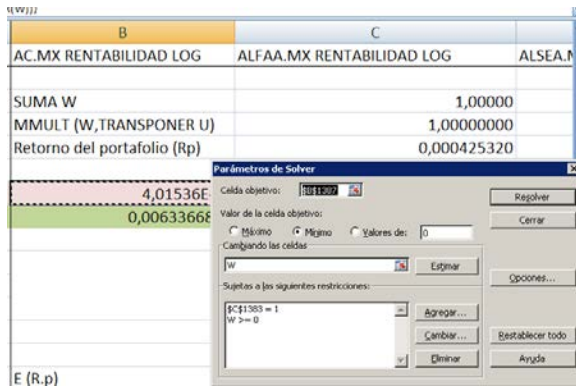 (W)))
B C
AC.MX RENTABILIDAD LOG ALFAA.MX RENTABILIDAD LOG ALSEA.
SUMA W 1,00000
MMULT (W,TRANSPONER U) 1,00000000
Retorno del portafolio (Rp) 0,000425320
4,01536E
0,00633668
E (R.p)
Parámetros de Solver
Celda objetivo: $B$1387 Resolver
Valor de la celda objetivo: Cerrar
Máximo Mínimo Valores de: 0
Cambiando las celdas
W Estimar
Opciones...
Sujetas a las siguientes restricciones:
$C$1383 = 1 Agregar...
W >= 0
Cambiar... Restablecer todo
Eliminar Ayuda